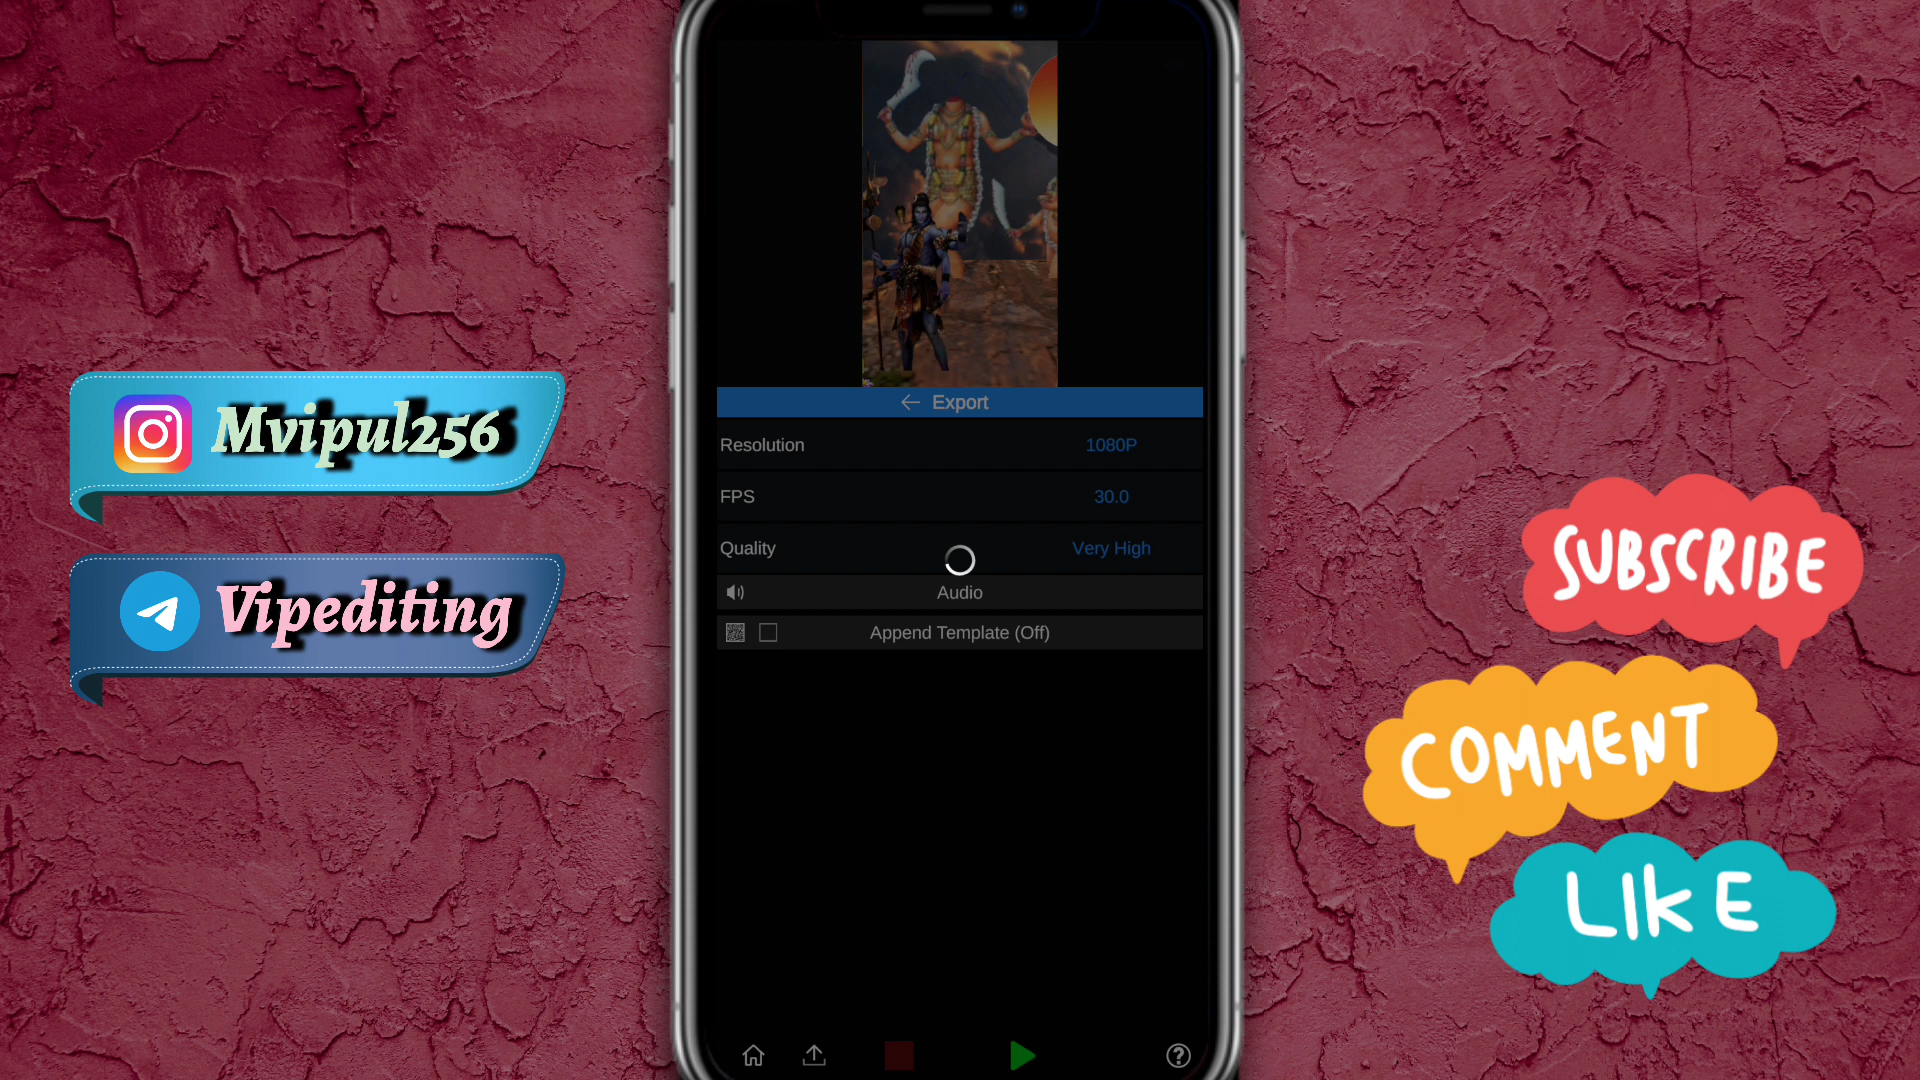 Mvipul256
Vipediting
Export
Resolution 1080P
FPS 30.0
Quality Very High
Audio
Append Template (Off)
SUBSCRIBE
COMMENT
LIKE